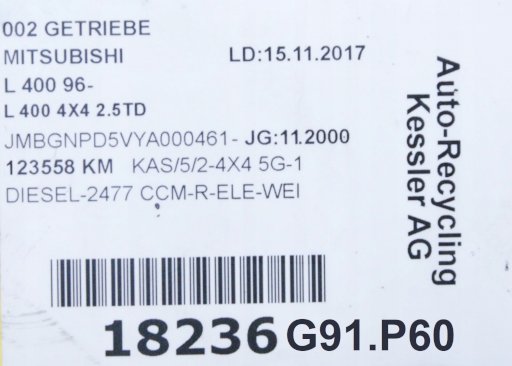 002 GETRIEBE
MITSUBISHI LD:15.11.2017
L 400 96-
L 400 4X4 2.5TD
JMBGNPD5VYA000461- JG:11.2000
123558 KM KAS/5/2-4X4 5G-1
DIESEL-2477 CCM-R-ELE-WEI
Auto-Recycling
Kessler AG
18236 G91.P60